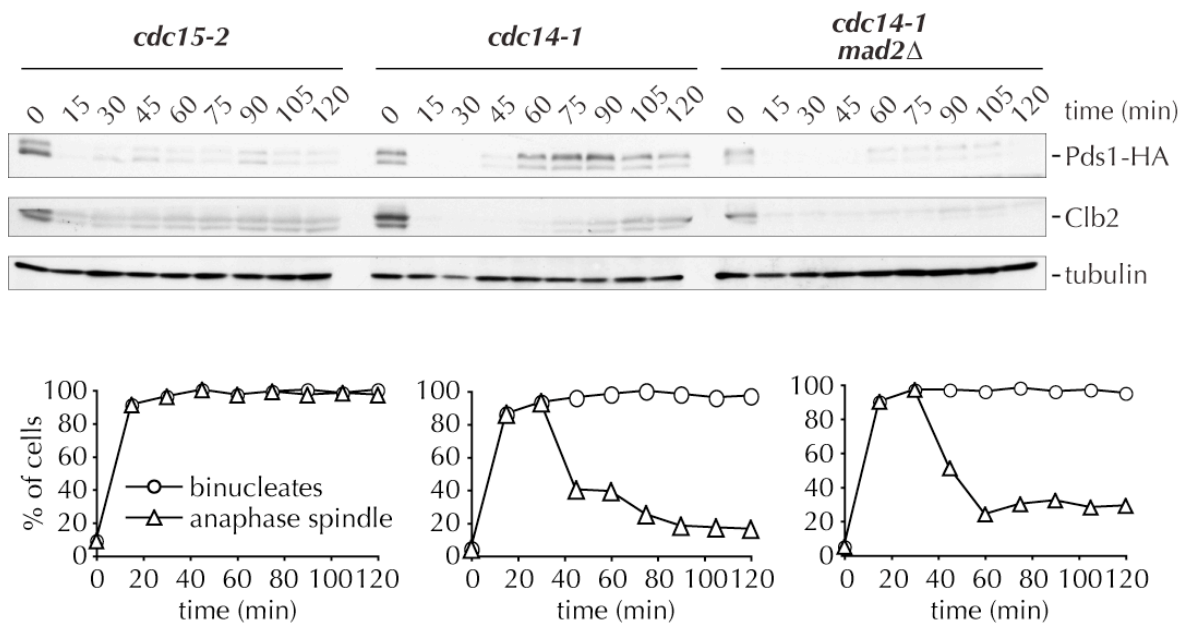 cdc15-2 cdc14-1 cdc14-1
mad2Δ
0 15 30 45 60 75 90 105 120 0 15 30 45 60 75 90 105 120 0 15 30 45 60 75 90 105 120 time (min)
-Pds1-HA
-Clb2
-tubulin
100 100 100
80 80 80
60 60 60
40 40 40
20 20 20
0 0 0
% of cells
binucleates
anaphase spindle
0 20 40 60 80 100 120 0 20 40 60 80 100 120 0 20 40 60 80 100 120
time (min) time (min) time (min)